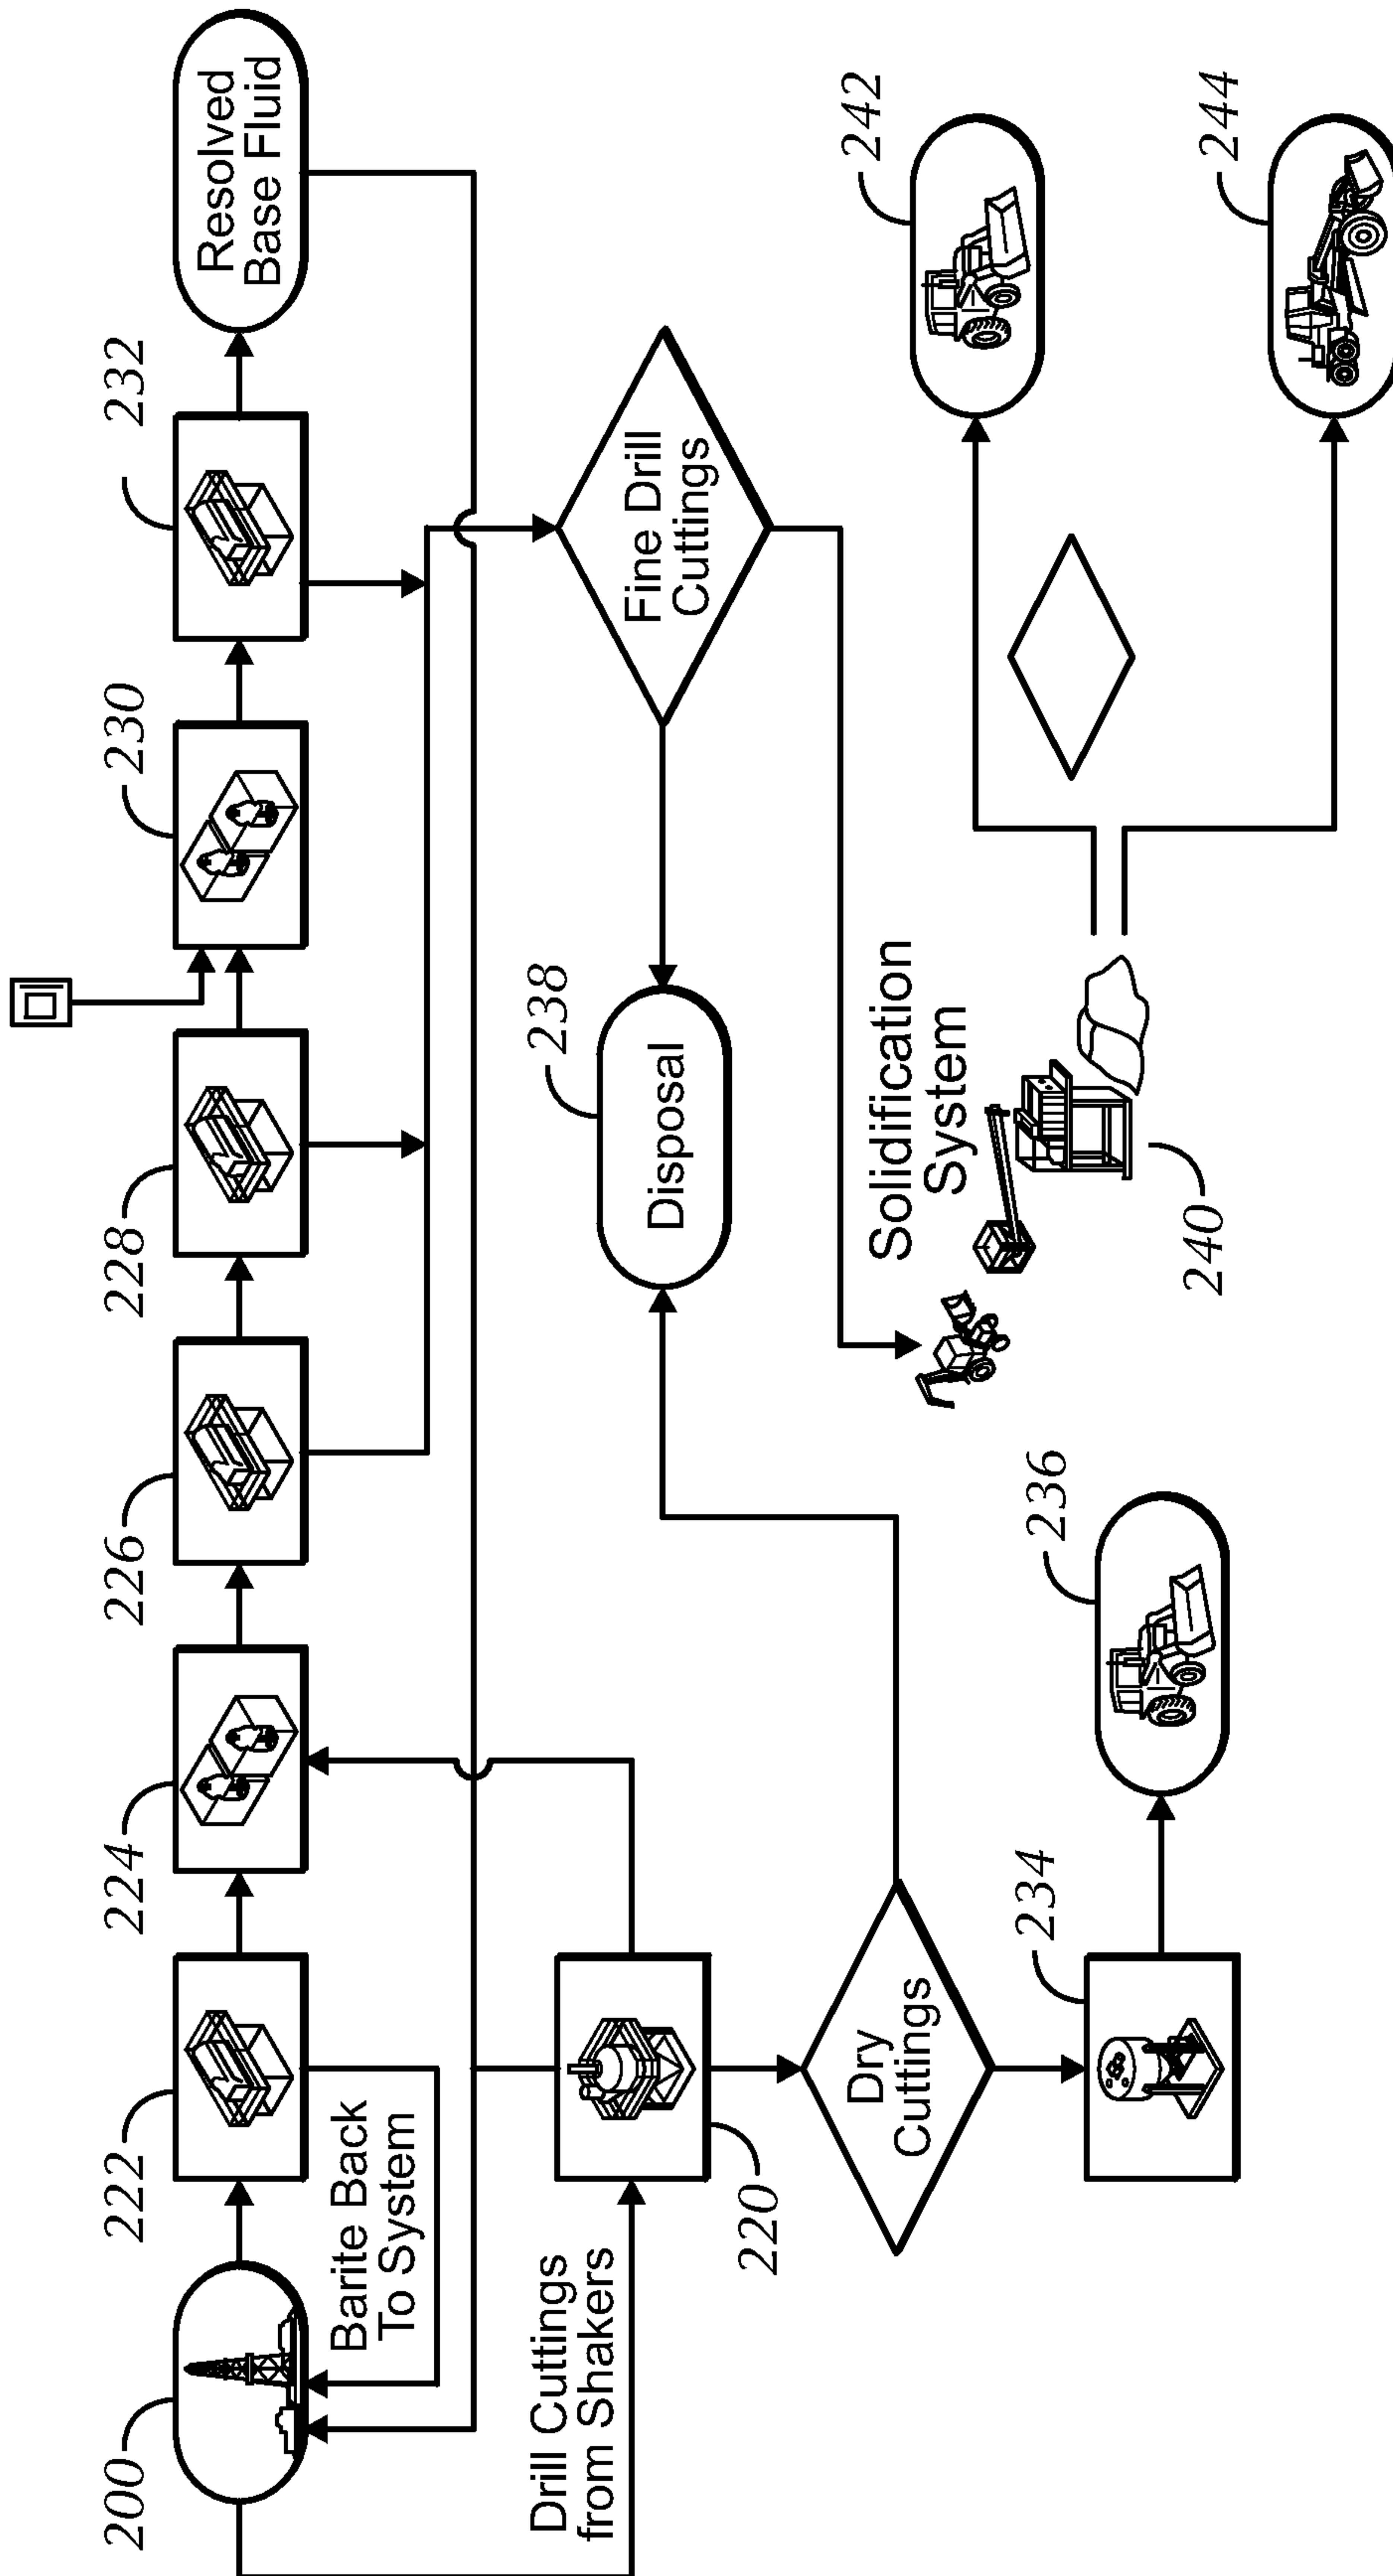 200
222
224
226
228
230
232
Resolved
Base Fluid
Barite Back
To System
Drill Cuttings
from Shakers
220
Dry
Cuttings
234
236
238
Disposal
Fine Drill
Cuttings
Solidification
System
240
242
244